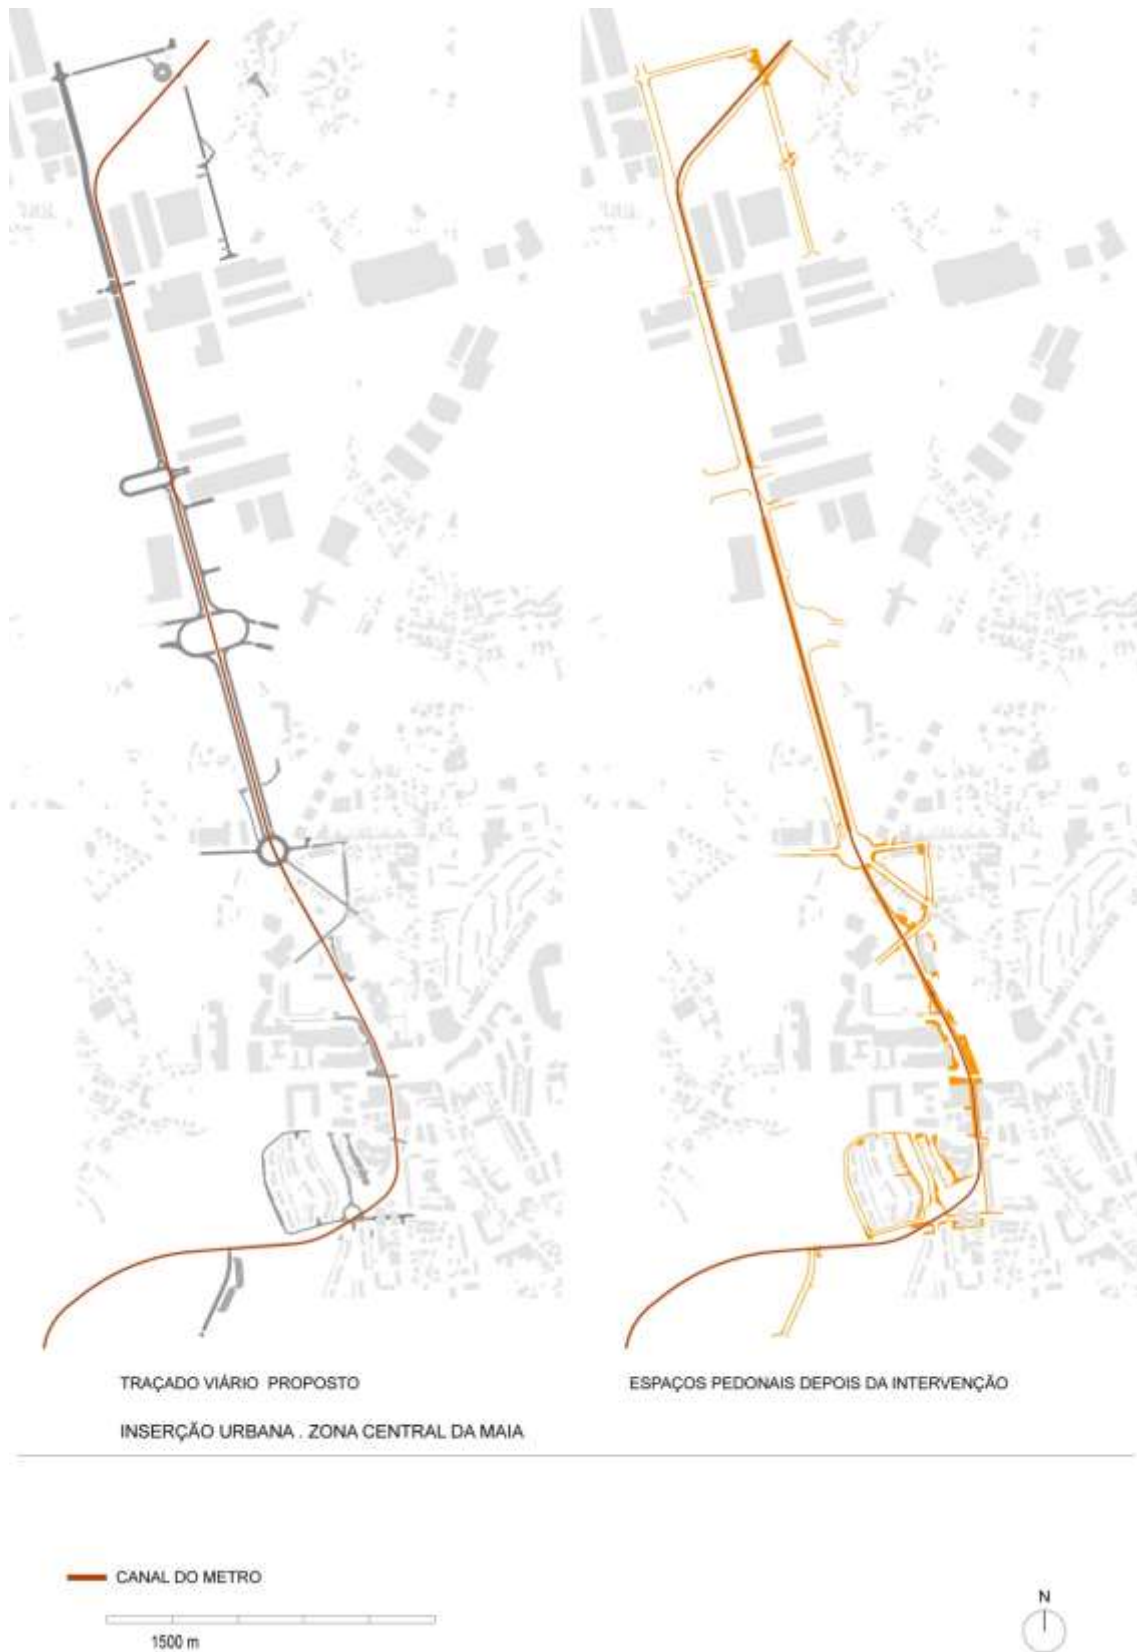 TRAÇADO VIÁRIO PROPOSTO
ESPAÇOS PEDONAIS DEPOIS DA INTERVENÇÃO
INSERÇÃO URBANA . ZONA CENTRAL DA MAIA
CANAL DO METRO
N
1500 m